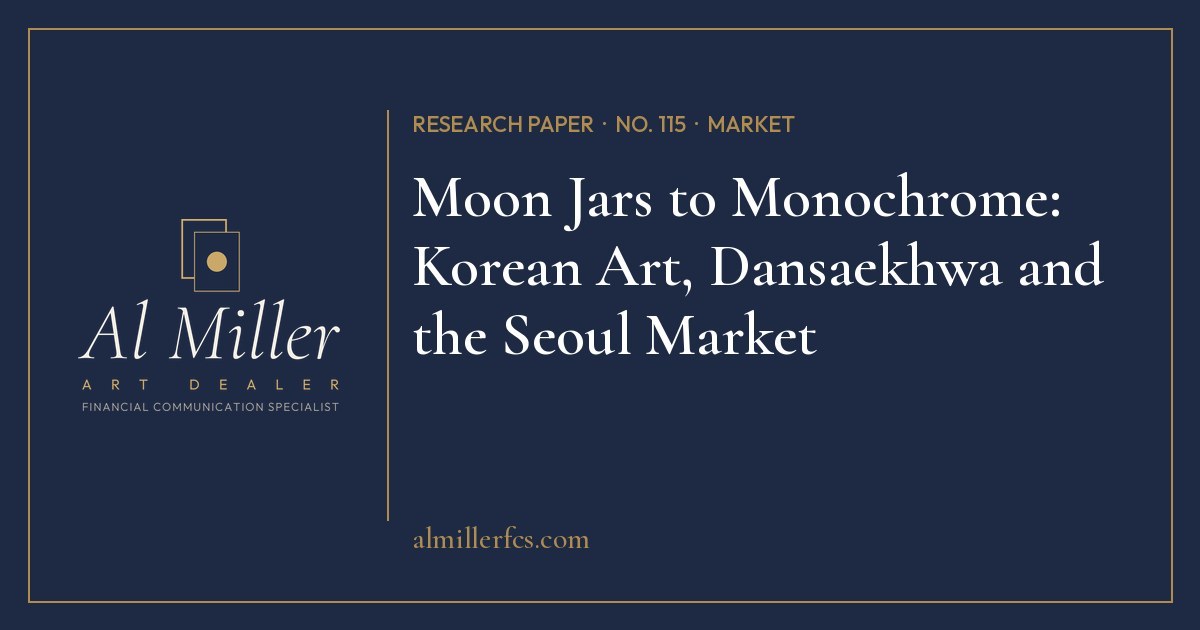 RESEARCH PAPER · NO. 115 · MARKET
Moon Jars to Monochrome:
Korean Art, Dansaekhwa and
the Seoul Market
Al Miller
ART DEALER
FINANCIAL COMMUNICATION SPECIALIST
almillerfcs.com